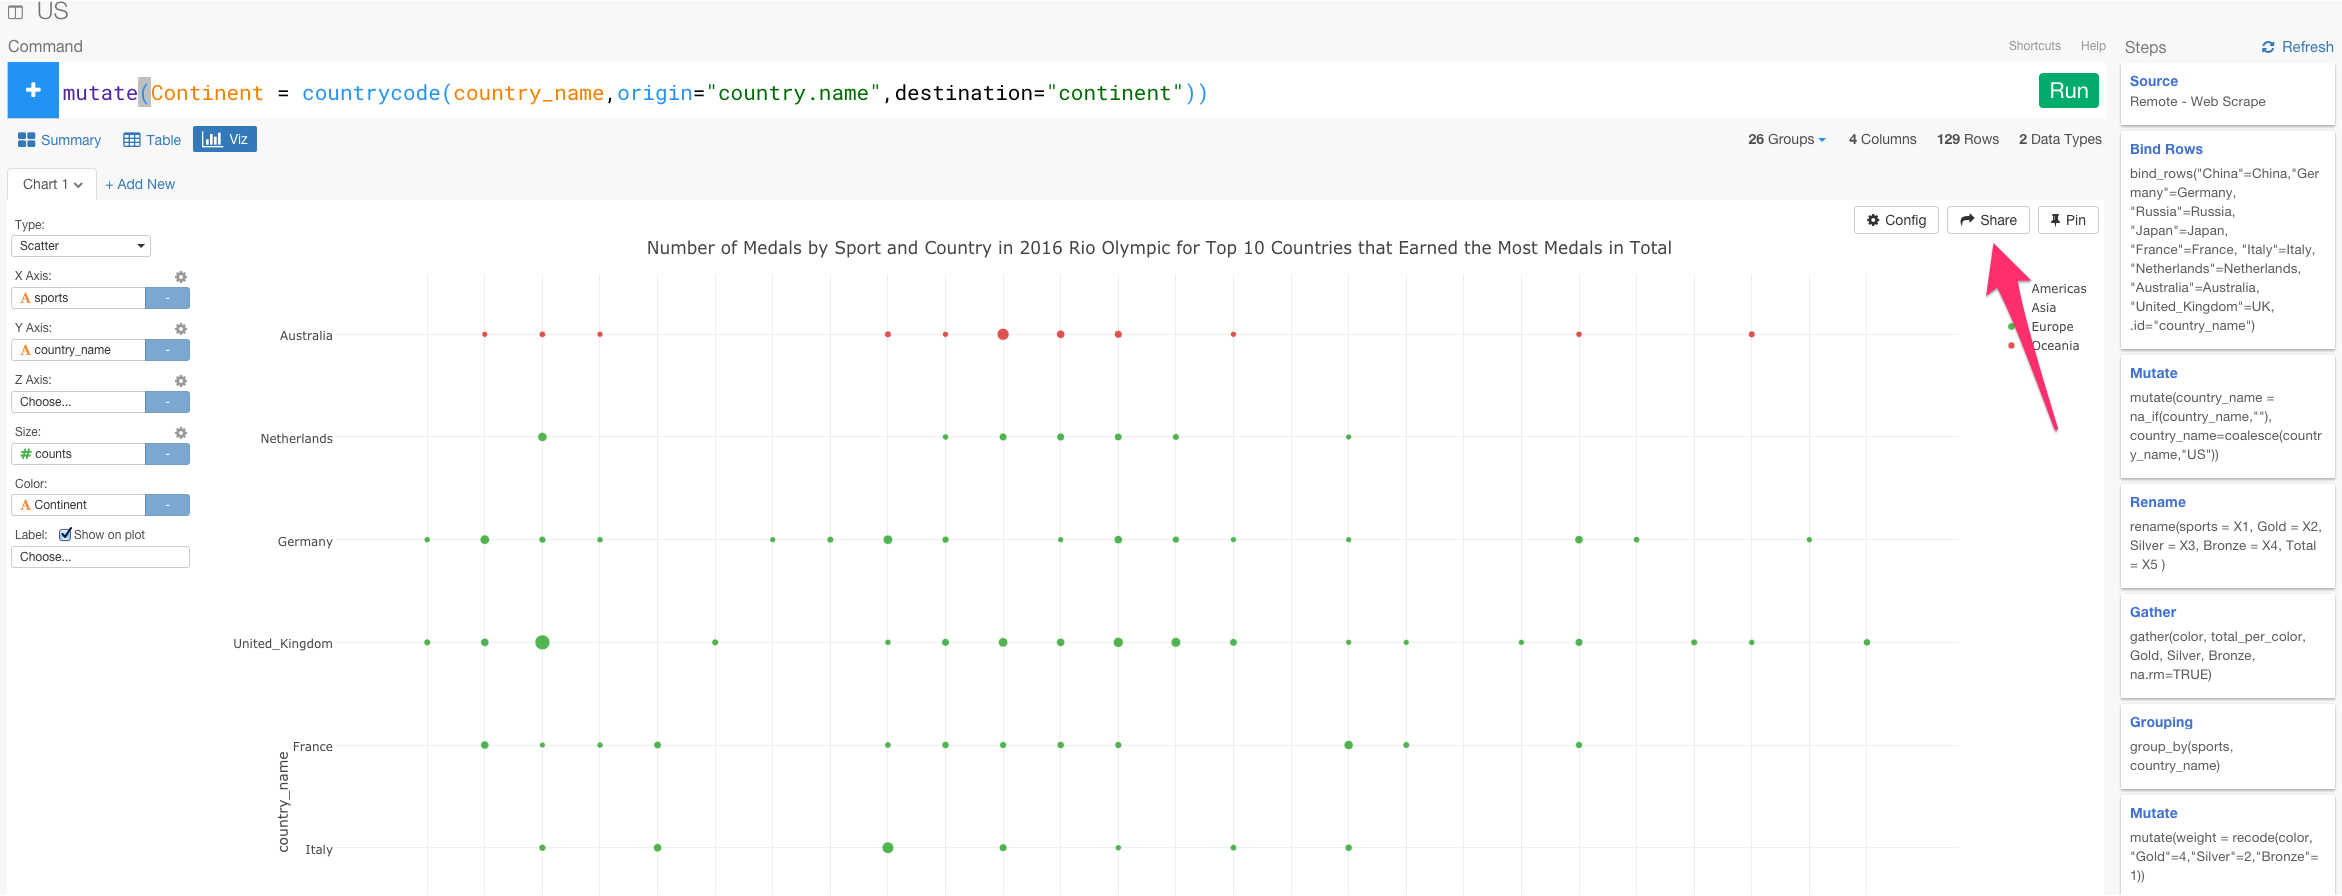 US
Command
Shortcuts Help
mutate(Continent = countrycode(country_name,origin="country.name",destination="continent"))
Run
Summary Table Viz
26 Groups 4 Columns 129 Rows 2 Data Types
Chart 1 + Add New
Type:
Scatter
X Axis:
A sports
-
Y Axis:
A country_name
-
Z Axis:
Choose...
-
Size:
# counts
-
Color:
A Continent
-
Label: Show on plot
Choose...
Config Share Pin
Number of Medals by Sport and Country in 2016 Rio Olympic for Top 10 Countries that Earned the Most Medals in Total
Americas
Asia
Europe
Oceania
Australia
Netherlands
Germany
United_Kingdom
France
Italy
country_name
Steps Refresh
Source
Remote - Web Scrape
Bind Rows
bind_rows("China"=China,"Ger
many"=Germany,
"Russia"=Russia,
"Japan"=Japan,
"France"=France, "Italy"=Italy,
"Netherlands"=Netherlands,
"Australia"=Australia,
"United_Kingdom"=UK,
.id="country_name")
Mutate
mutate(country_name =
na_if(country_name,""),
country_name=coalesce(countr
y_name,"US"))
Rename
rename(sports = X1, Gold = X2,
Silver = X3, Bronze = X4, Total
= X5 )
Gather
gather(color, total_per_color,
Gold, Silver, Bronze,
na.rm=TRUE)
Grouping
group_by(sports,
country_name)
Mutate
mutate(weight = recode(color,
"Gold"=4,"Silver"=2,"Bronze"=
1))